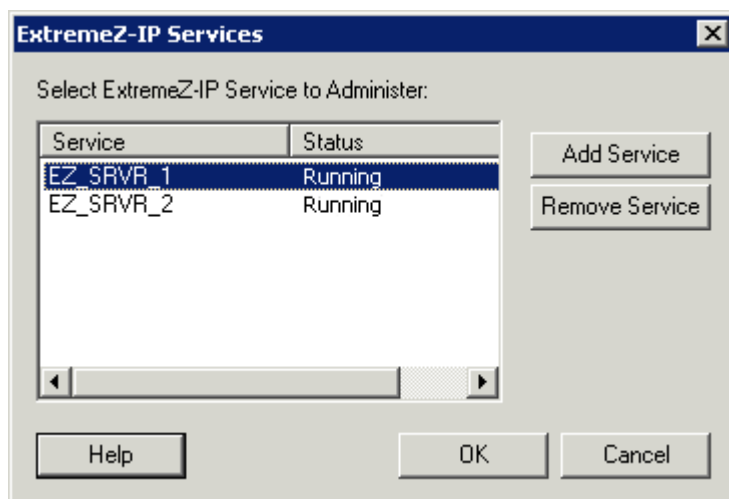 ExtremeZ-IP Services
Select ExtremeZ-IP Service to Administer:
Service Status
EZ_SRVR_1 Running
EZ_SRVR_2 Running
Add Service
Remove Service
Help OK Cancel